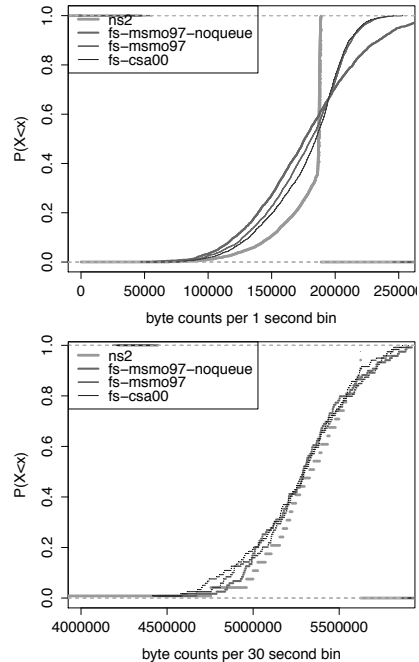 1.0
ns2
fs-msmo97-noqueue
0.8
fs-msmo97
fs-csa00
P(X<x)
0.6
0.4
0.2
0.0
0 50000 100000 150000 200000 250000
byte counts per 1 second bin
1.0
ns2
fs-msmo97-noqueue
0.8
fs-msmo97
fs-csa00
P(X<x)
0.6
0.4
0.2
0.0
4000000 4500000 5000000 5500000
byte counts per 30 second bin